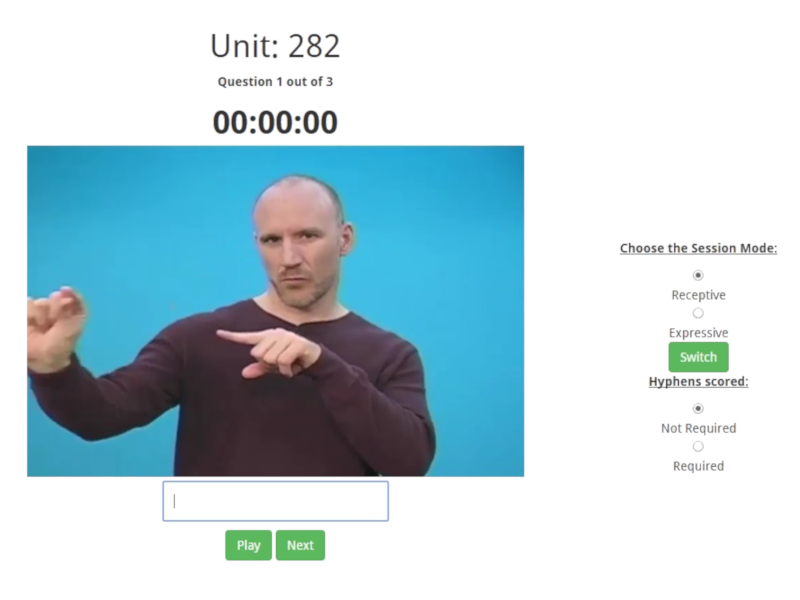 Unit: 282
Question 1 out of 3
00:00:00
Choose the Session Mode:
Receptive
Expressive
Switch
Hyphens scored:
Not Required
Required
Play
Next